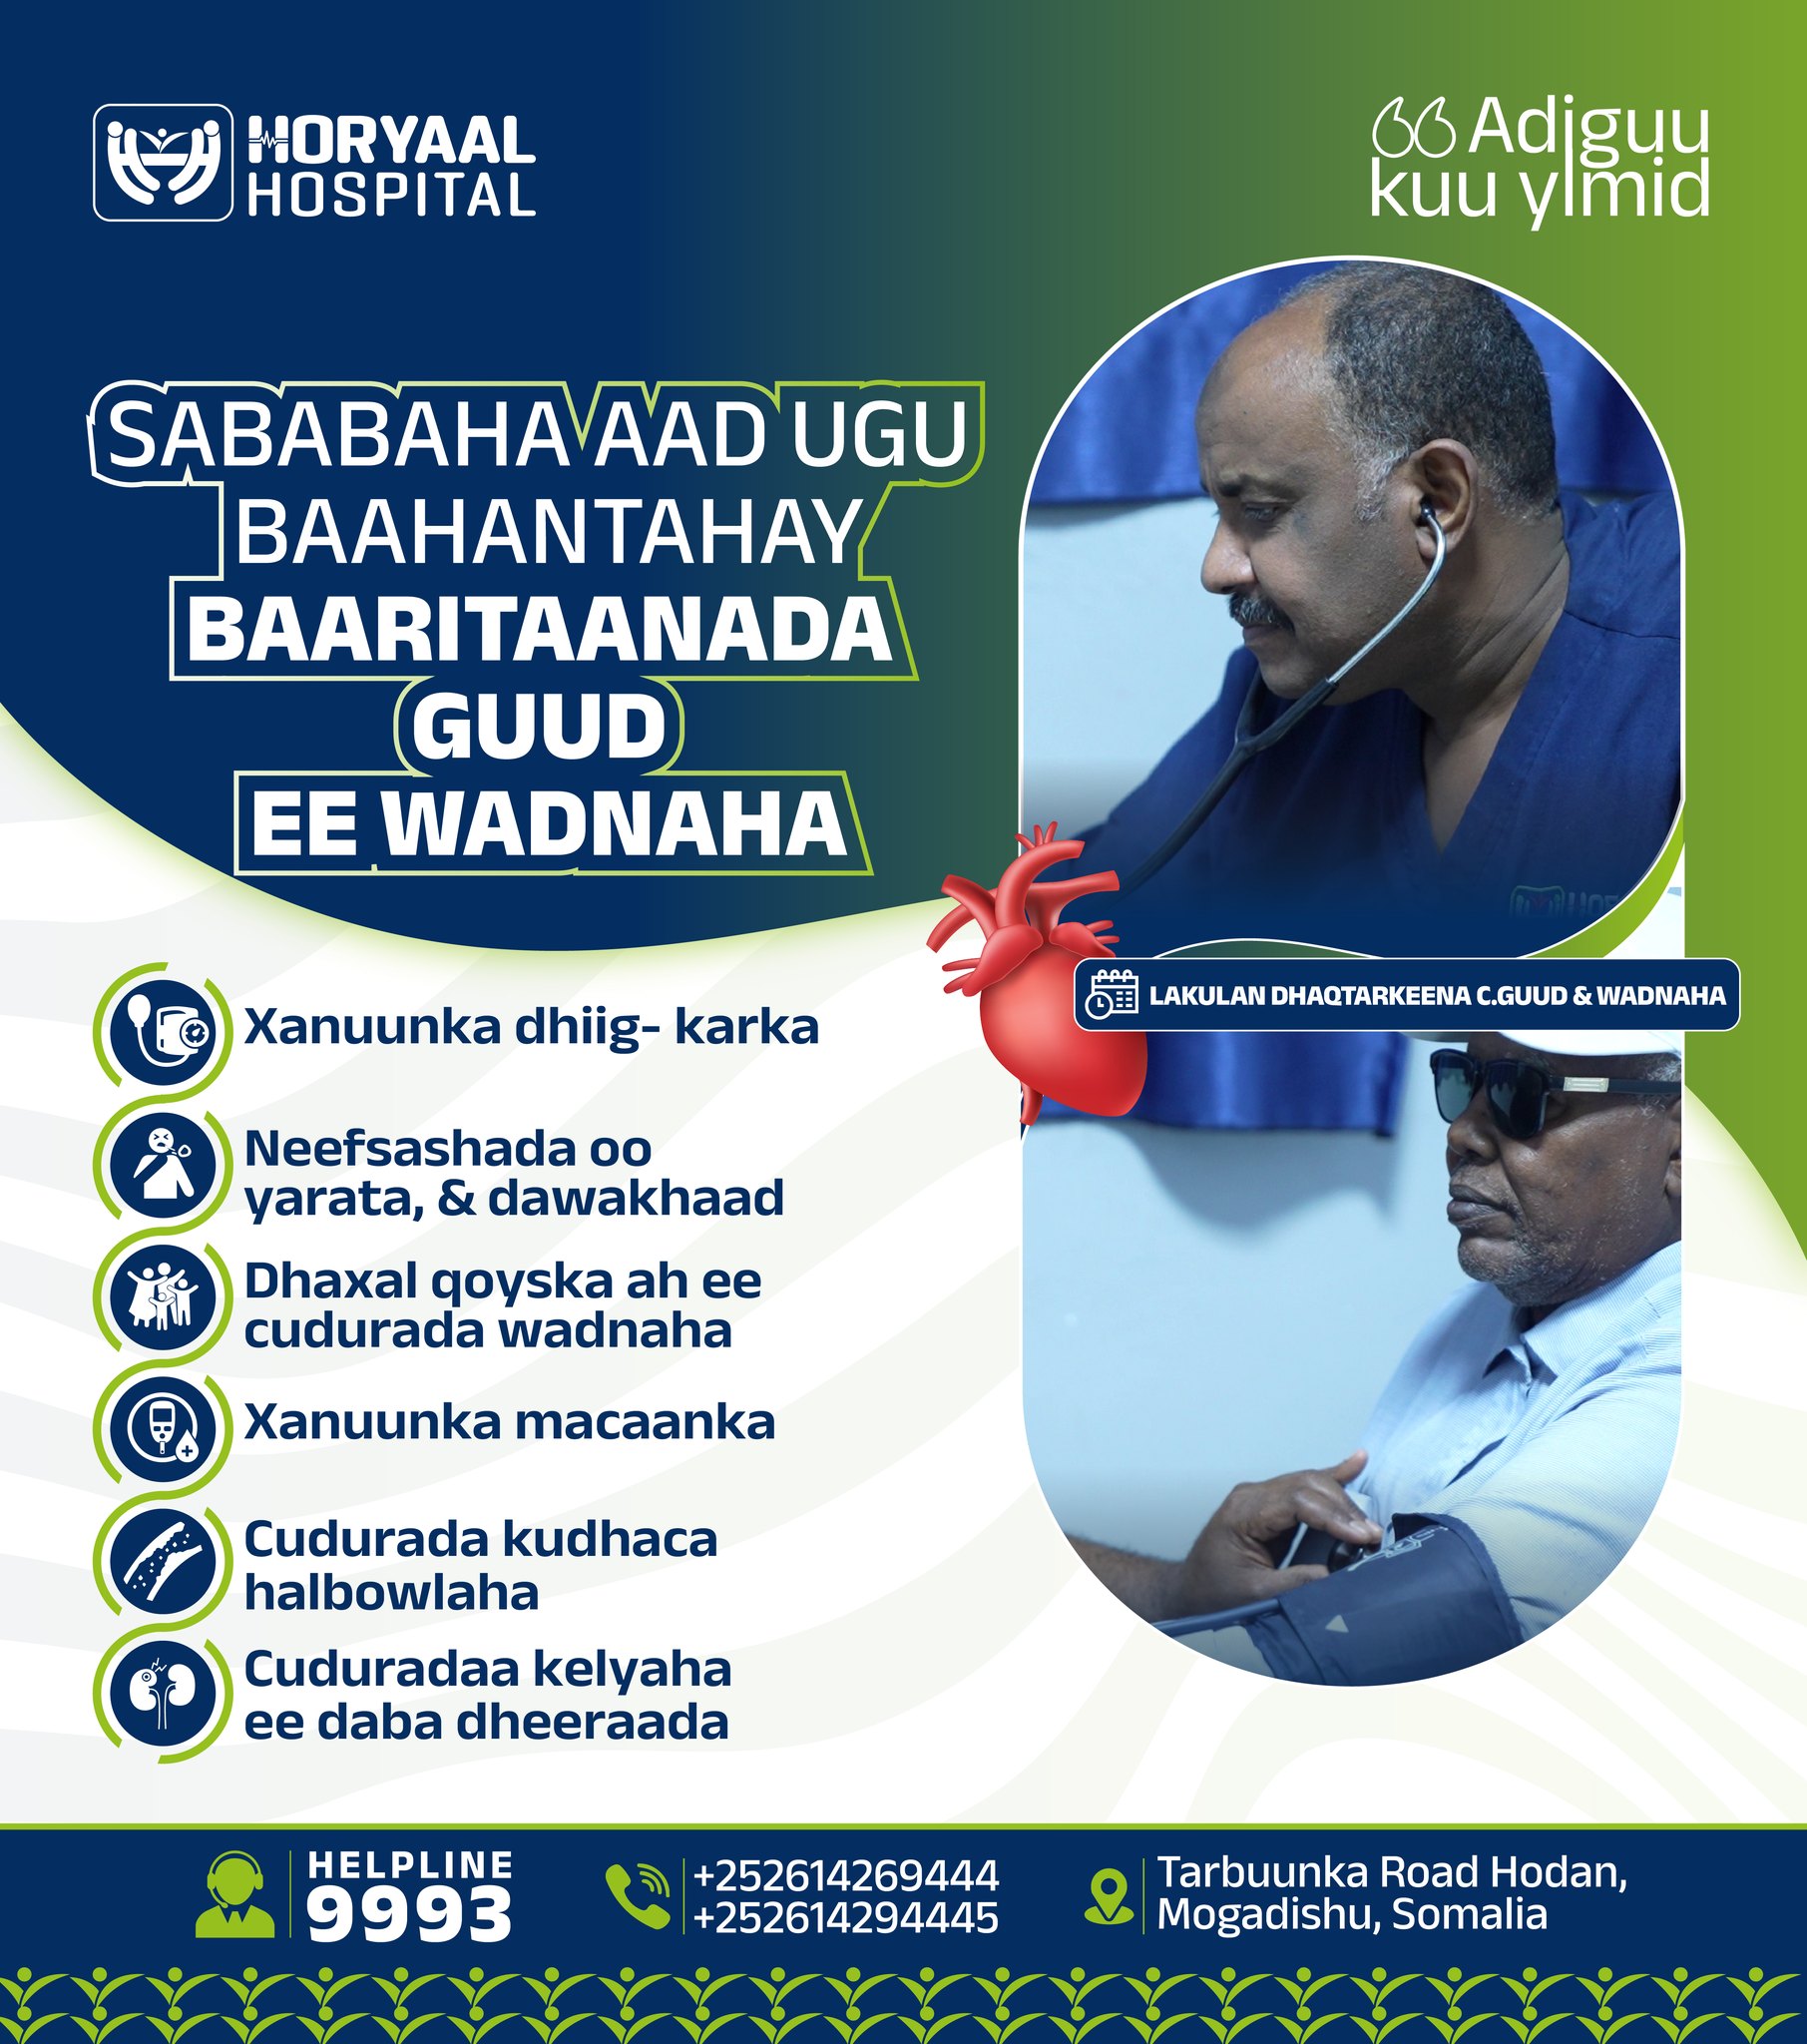 HORYAAL
HOSPITAL
Adiguu
kuu yimid
SABABAHA AAD UGU
BAAHANTAHAY
BAARITAANADA
GUUD
EE WADNAHA
LAKULAN DHAQTARKEENA C.GUUD & WADNAHA
Xanuunka dhiig- karka
Neefsashada oo
yarata, & dawakhaad
Dhaxal qoyska ah ee
cudurada wadnaha
Xanuunka macaanka
Cudurada kudhaca
halbowlaha
Cuduradaa kelyaha
ee daba dheeraada
HELPLINE
9993
+252614269444
+252614294445
Tarbuunka Road Hodan,
Mogadishu, Somalia